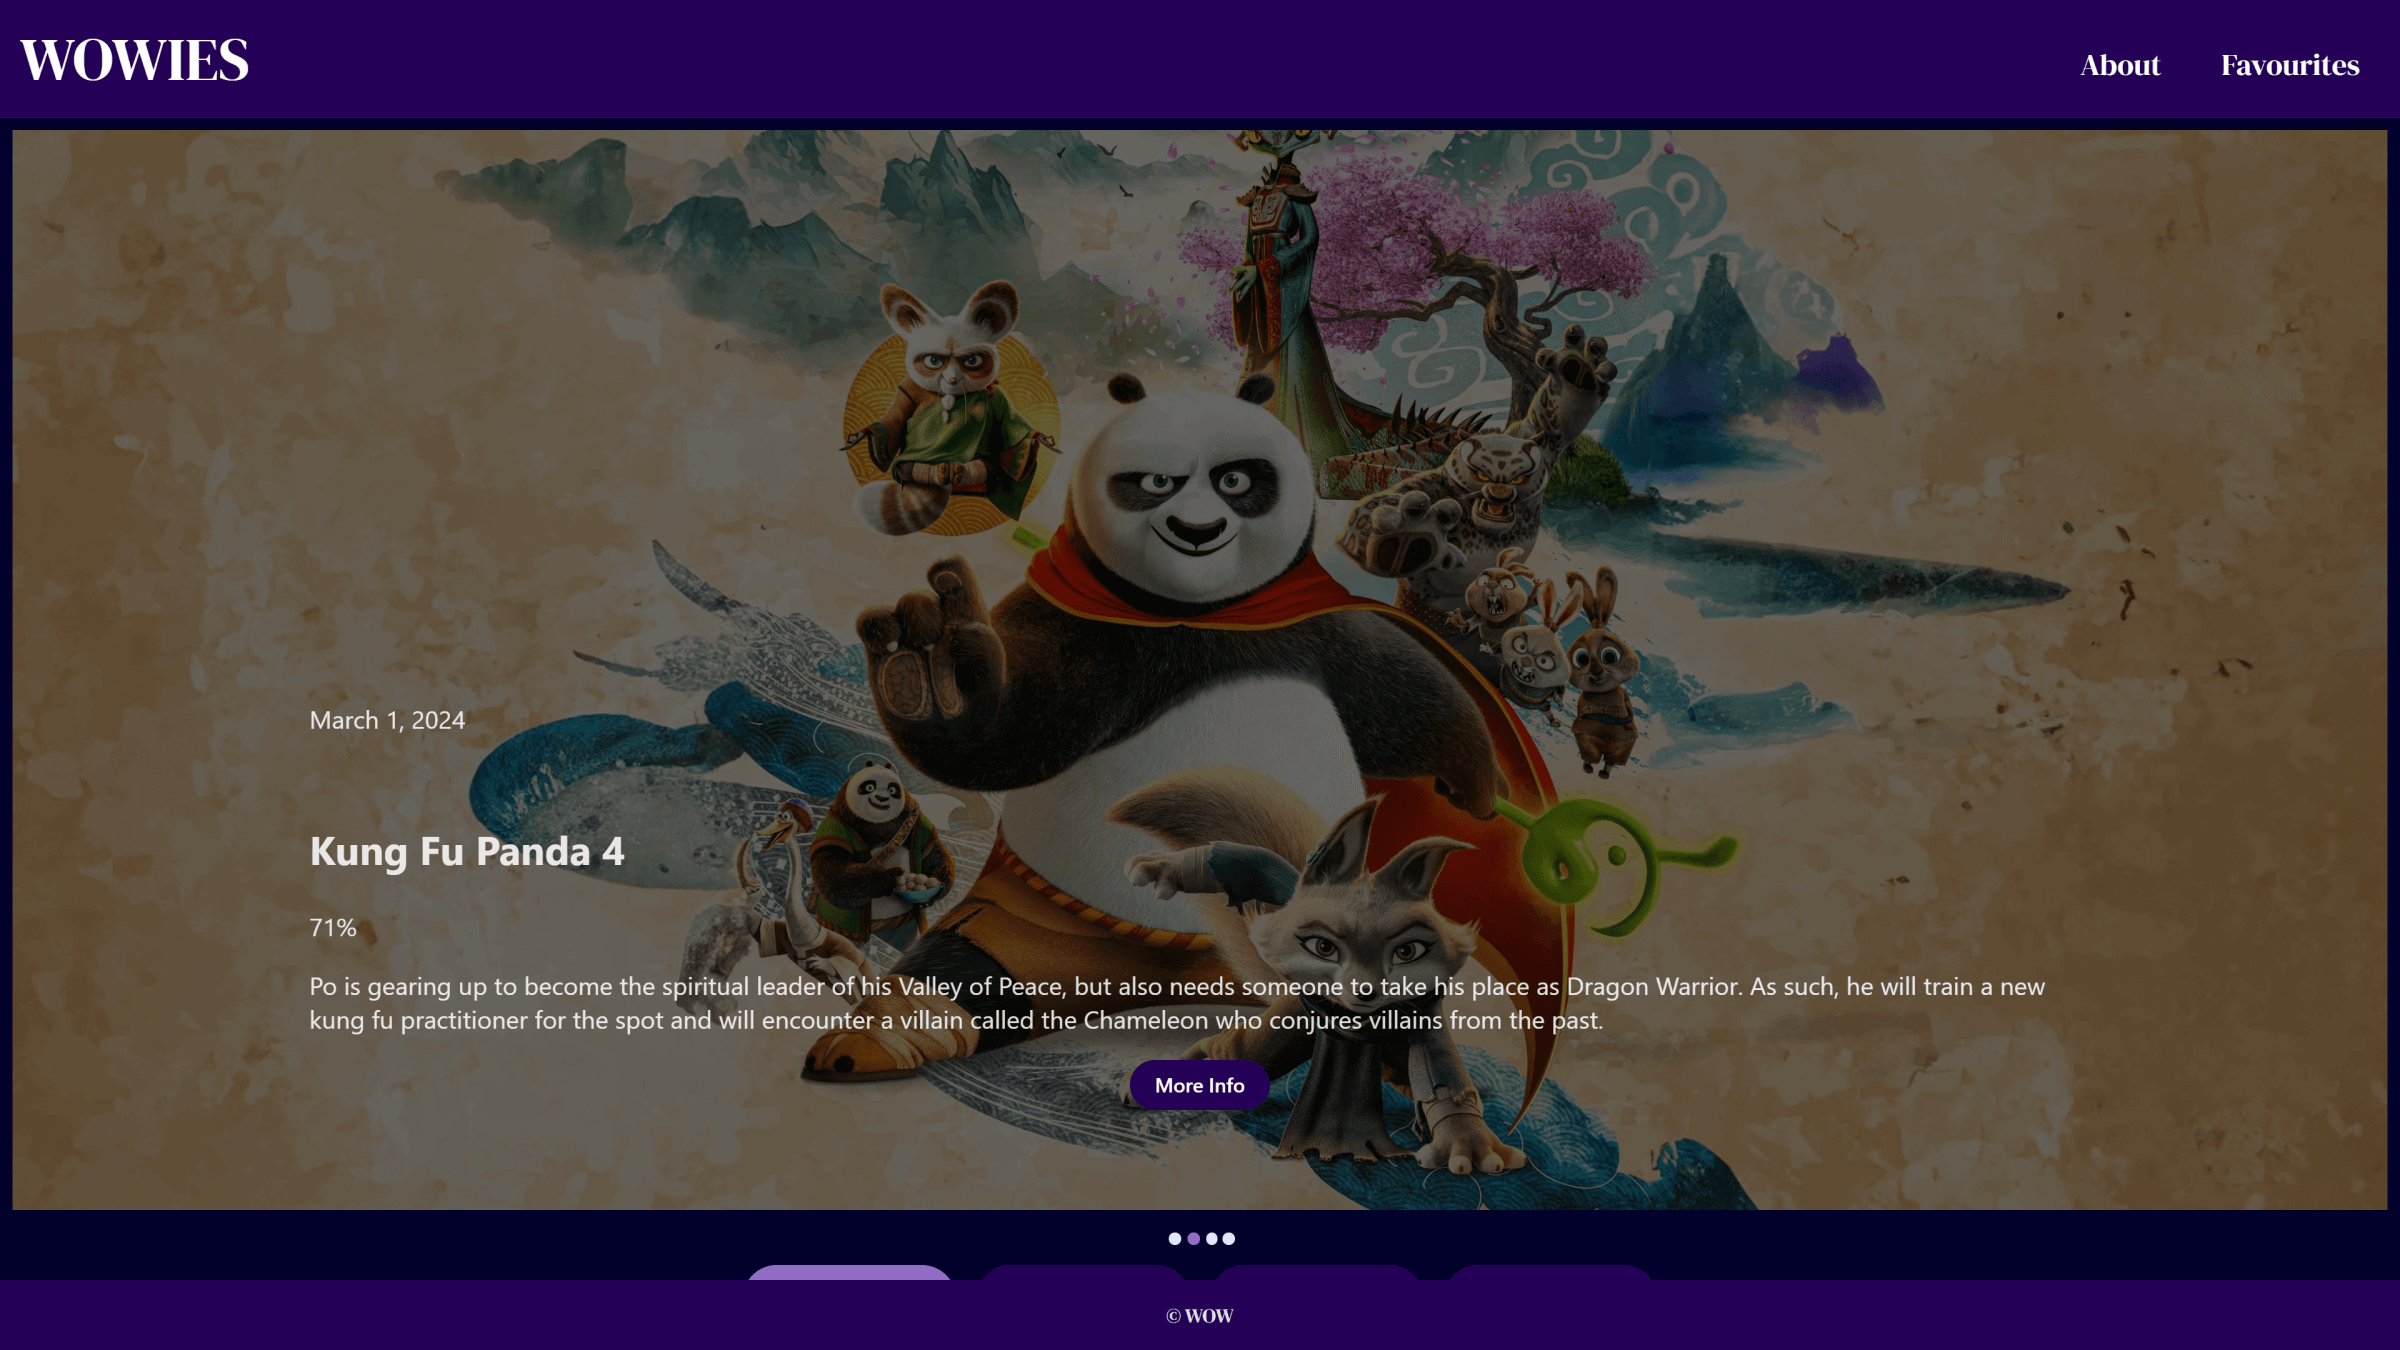 WOWIES
About
Favourites
March 1, 2024
Kung Fu Panda 4
71%
Po is gearing up to become the spiritual leader of his Valley of Peace, but also needs someone to take his place as Dragon Warrior. As such, he will train a new
kung fu practitioner for the spot and will encounter a villain called the Chameleon who conjures villains from the past.
More Info
© WOW